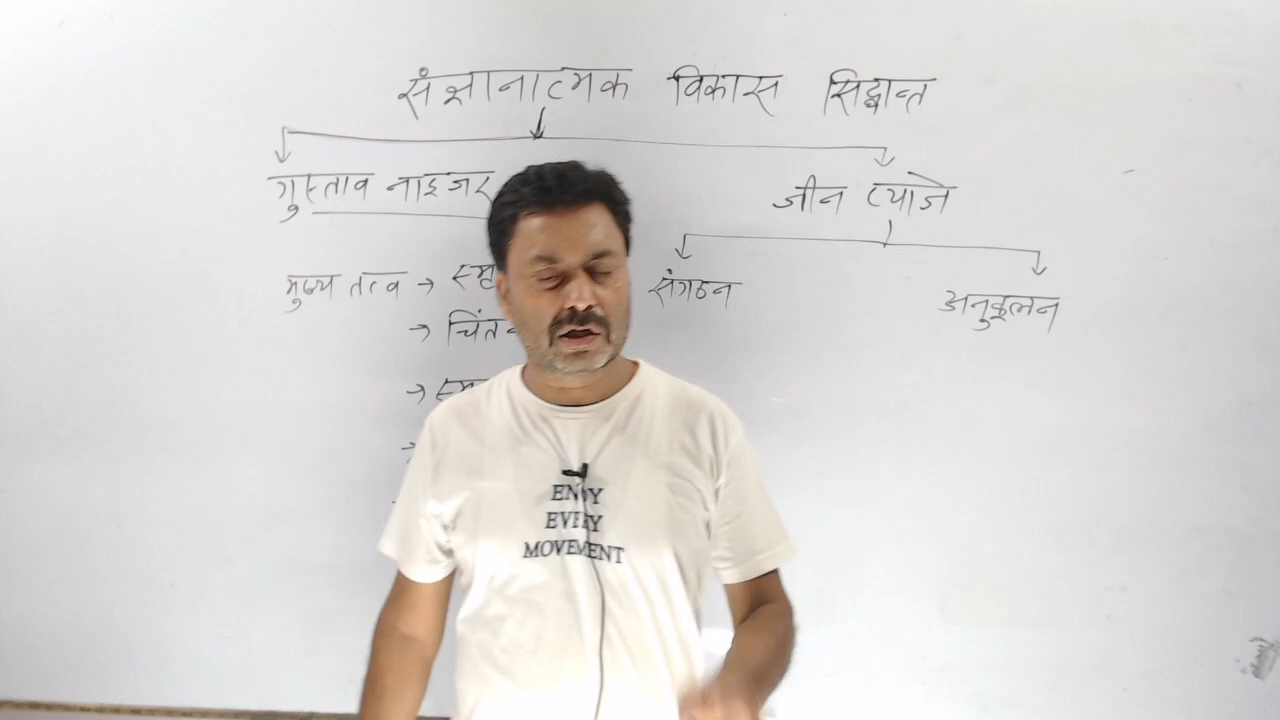 संज्ञानात्मक विकास सिद्धान्त
गुस्ताव नाइजर
जीन प्याजे
मुख्य तत्व →
→
→
संगठन
अनुकूलन
ENJOY
EVERY
MOVEMENT